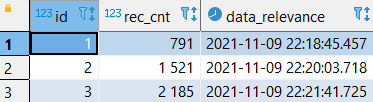 123 id 123 rec_cnt data_relevance
1 1 791 2021-11-09 22:18:45.457
2 2 1 521 2021-11-09 22:20:03.718
3 3 2 185 2021-11-09 22:21:41.725